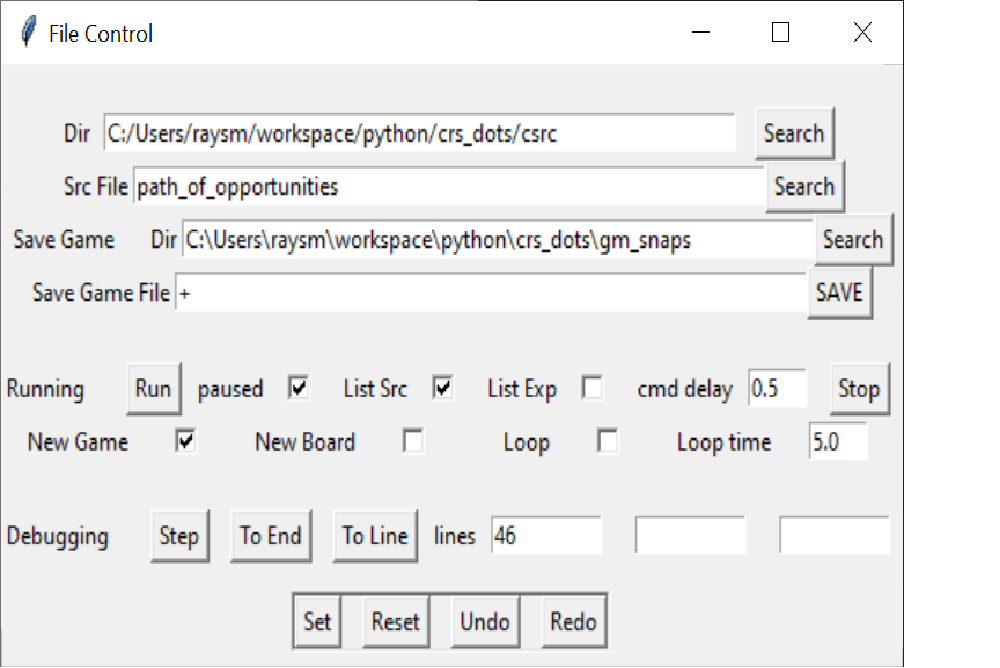 File Control
Dir C:/Users/raysm/workspace/python/crs_dots/csrc Search
Src File path_of_opportunities Search
Save Game Dir C:\Users\raysm\workspace\python\crs_dots\gm_snaps Search
Save Game File + SAVE
Running Run paused List Src List Exp cmd delay 0.5 Stop
New Game New Board Loop Loop time 5.0
Debugging Step To End To Line lines 46
Set Reset Undo Redo